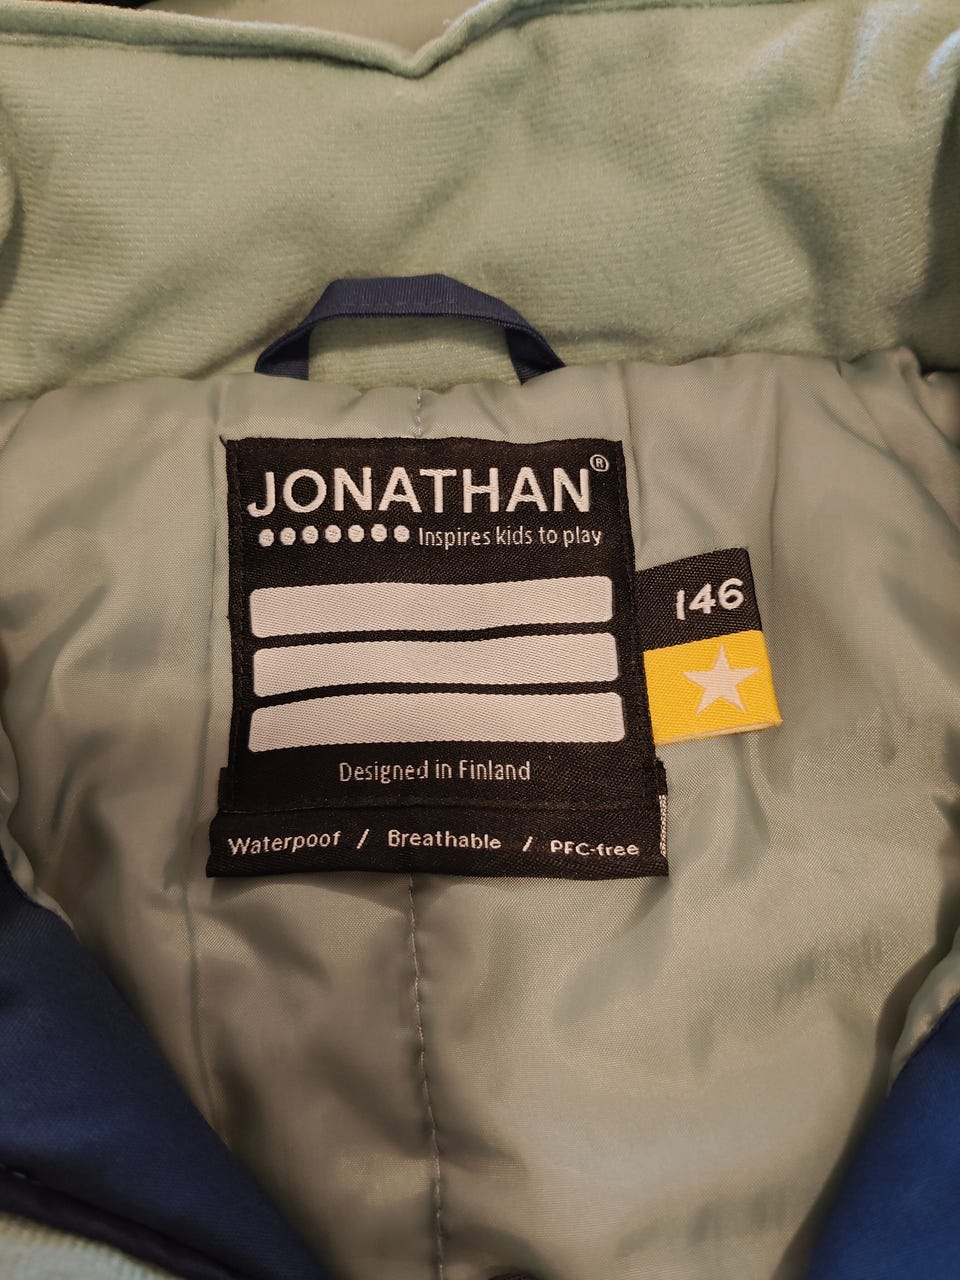 JONATHAN®
Inspires kids to play
146
Designed in Finland
Waterpoof / Breathable / PFC-free